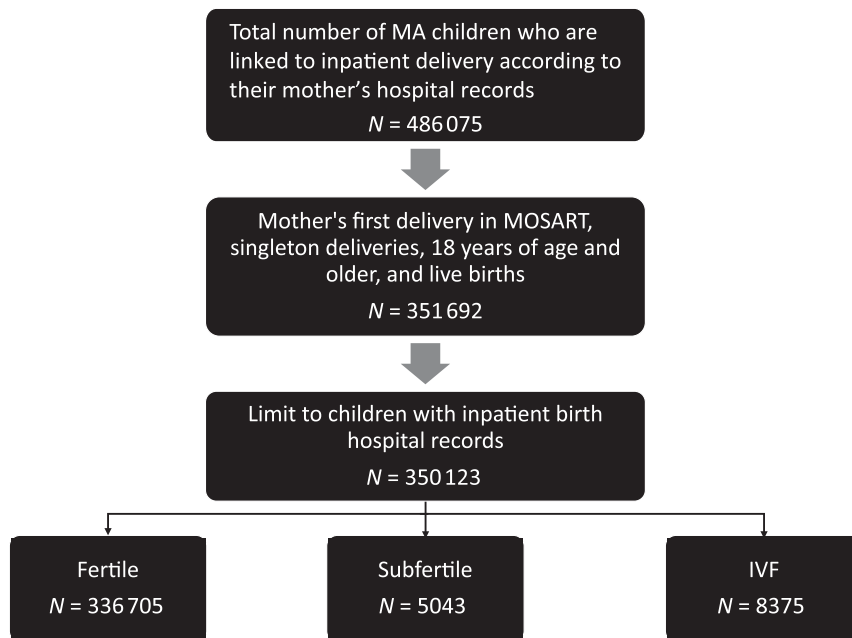 Total number of MA children who are
linked to inpatient delivery according to
their mother’s hospital records
N = 486 075
Mother's first delivery in MOSART,
singleton deliveries, 18 years of age and
older, and live births
N = 351 692
Limit to children with inpatient birth
hospital records
N = 350 123
Fertile
N = 336 705
Subfertile
N = 5043
IVF
N = 8375